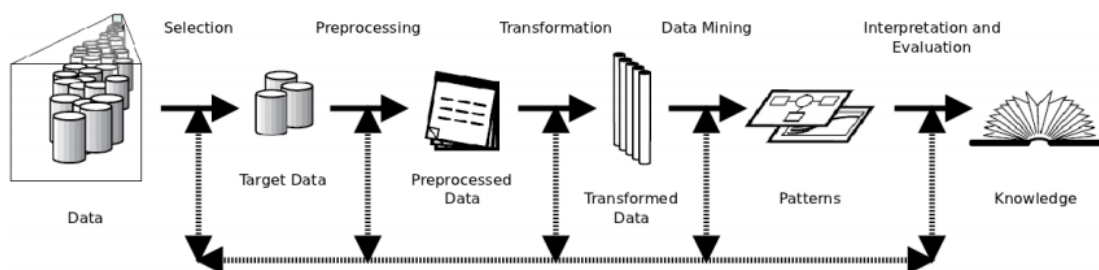 Selection
Preprocessing
Transformation
Data Mining
Interpretation and
Evaluation
Data
Target Data
Preprocessed
Data
Transformed
Data
Patterns
Knowledge